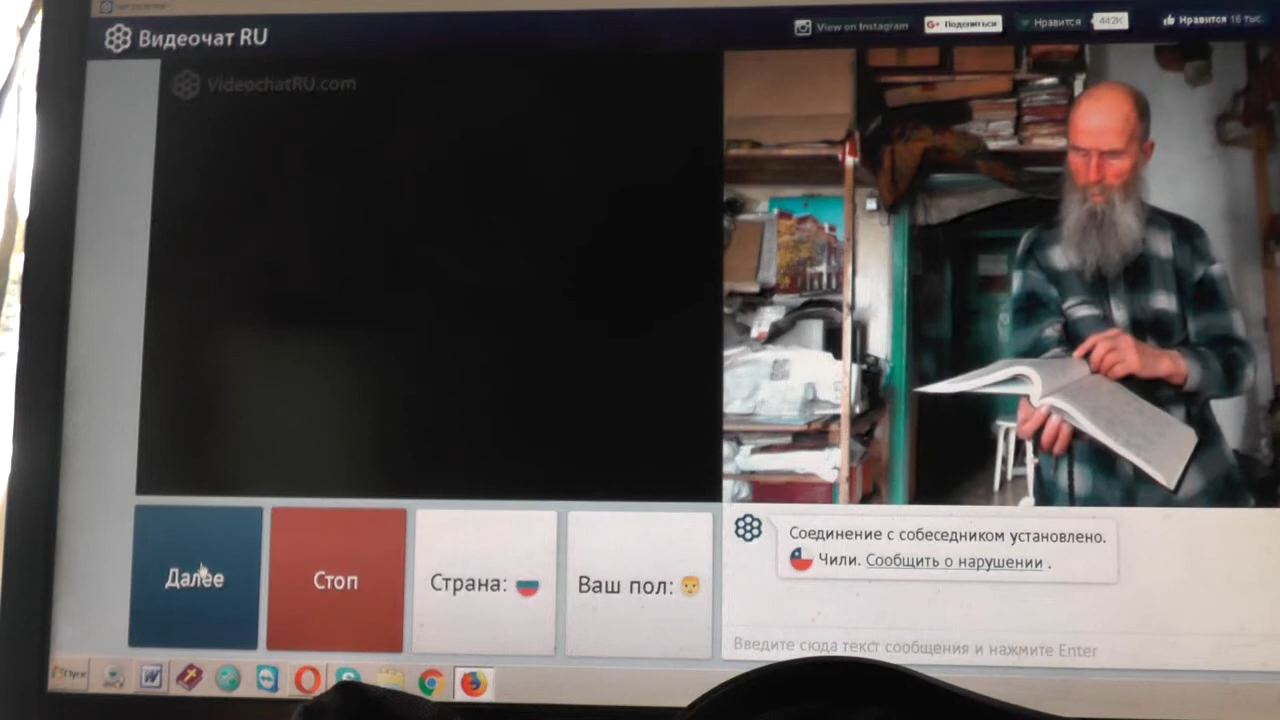 Видеочат RU
View on Instagram
Поделиться
Нравится
442K
Нравится 16 тыс.
VideochatRU.com
Далее
Стоп
Страна:
Ваш пол:
Соединение с собеседником установлено.
Чили. Сообщить о нарушении .
Введите сюда текст сообщения и нажмите Enter
Пуск